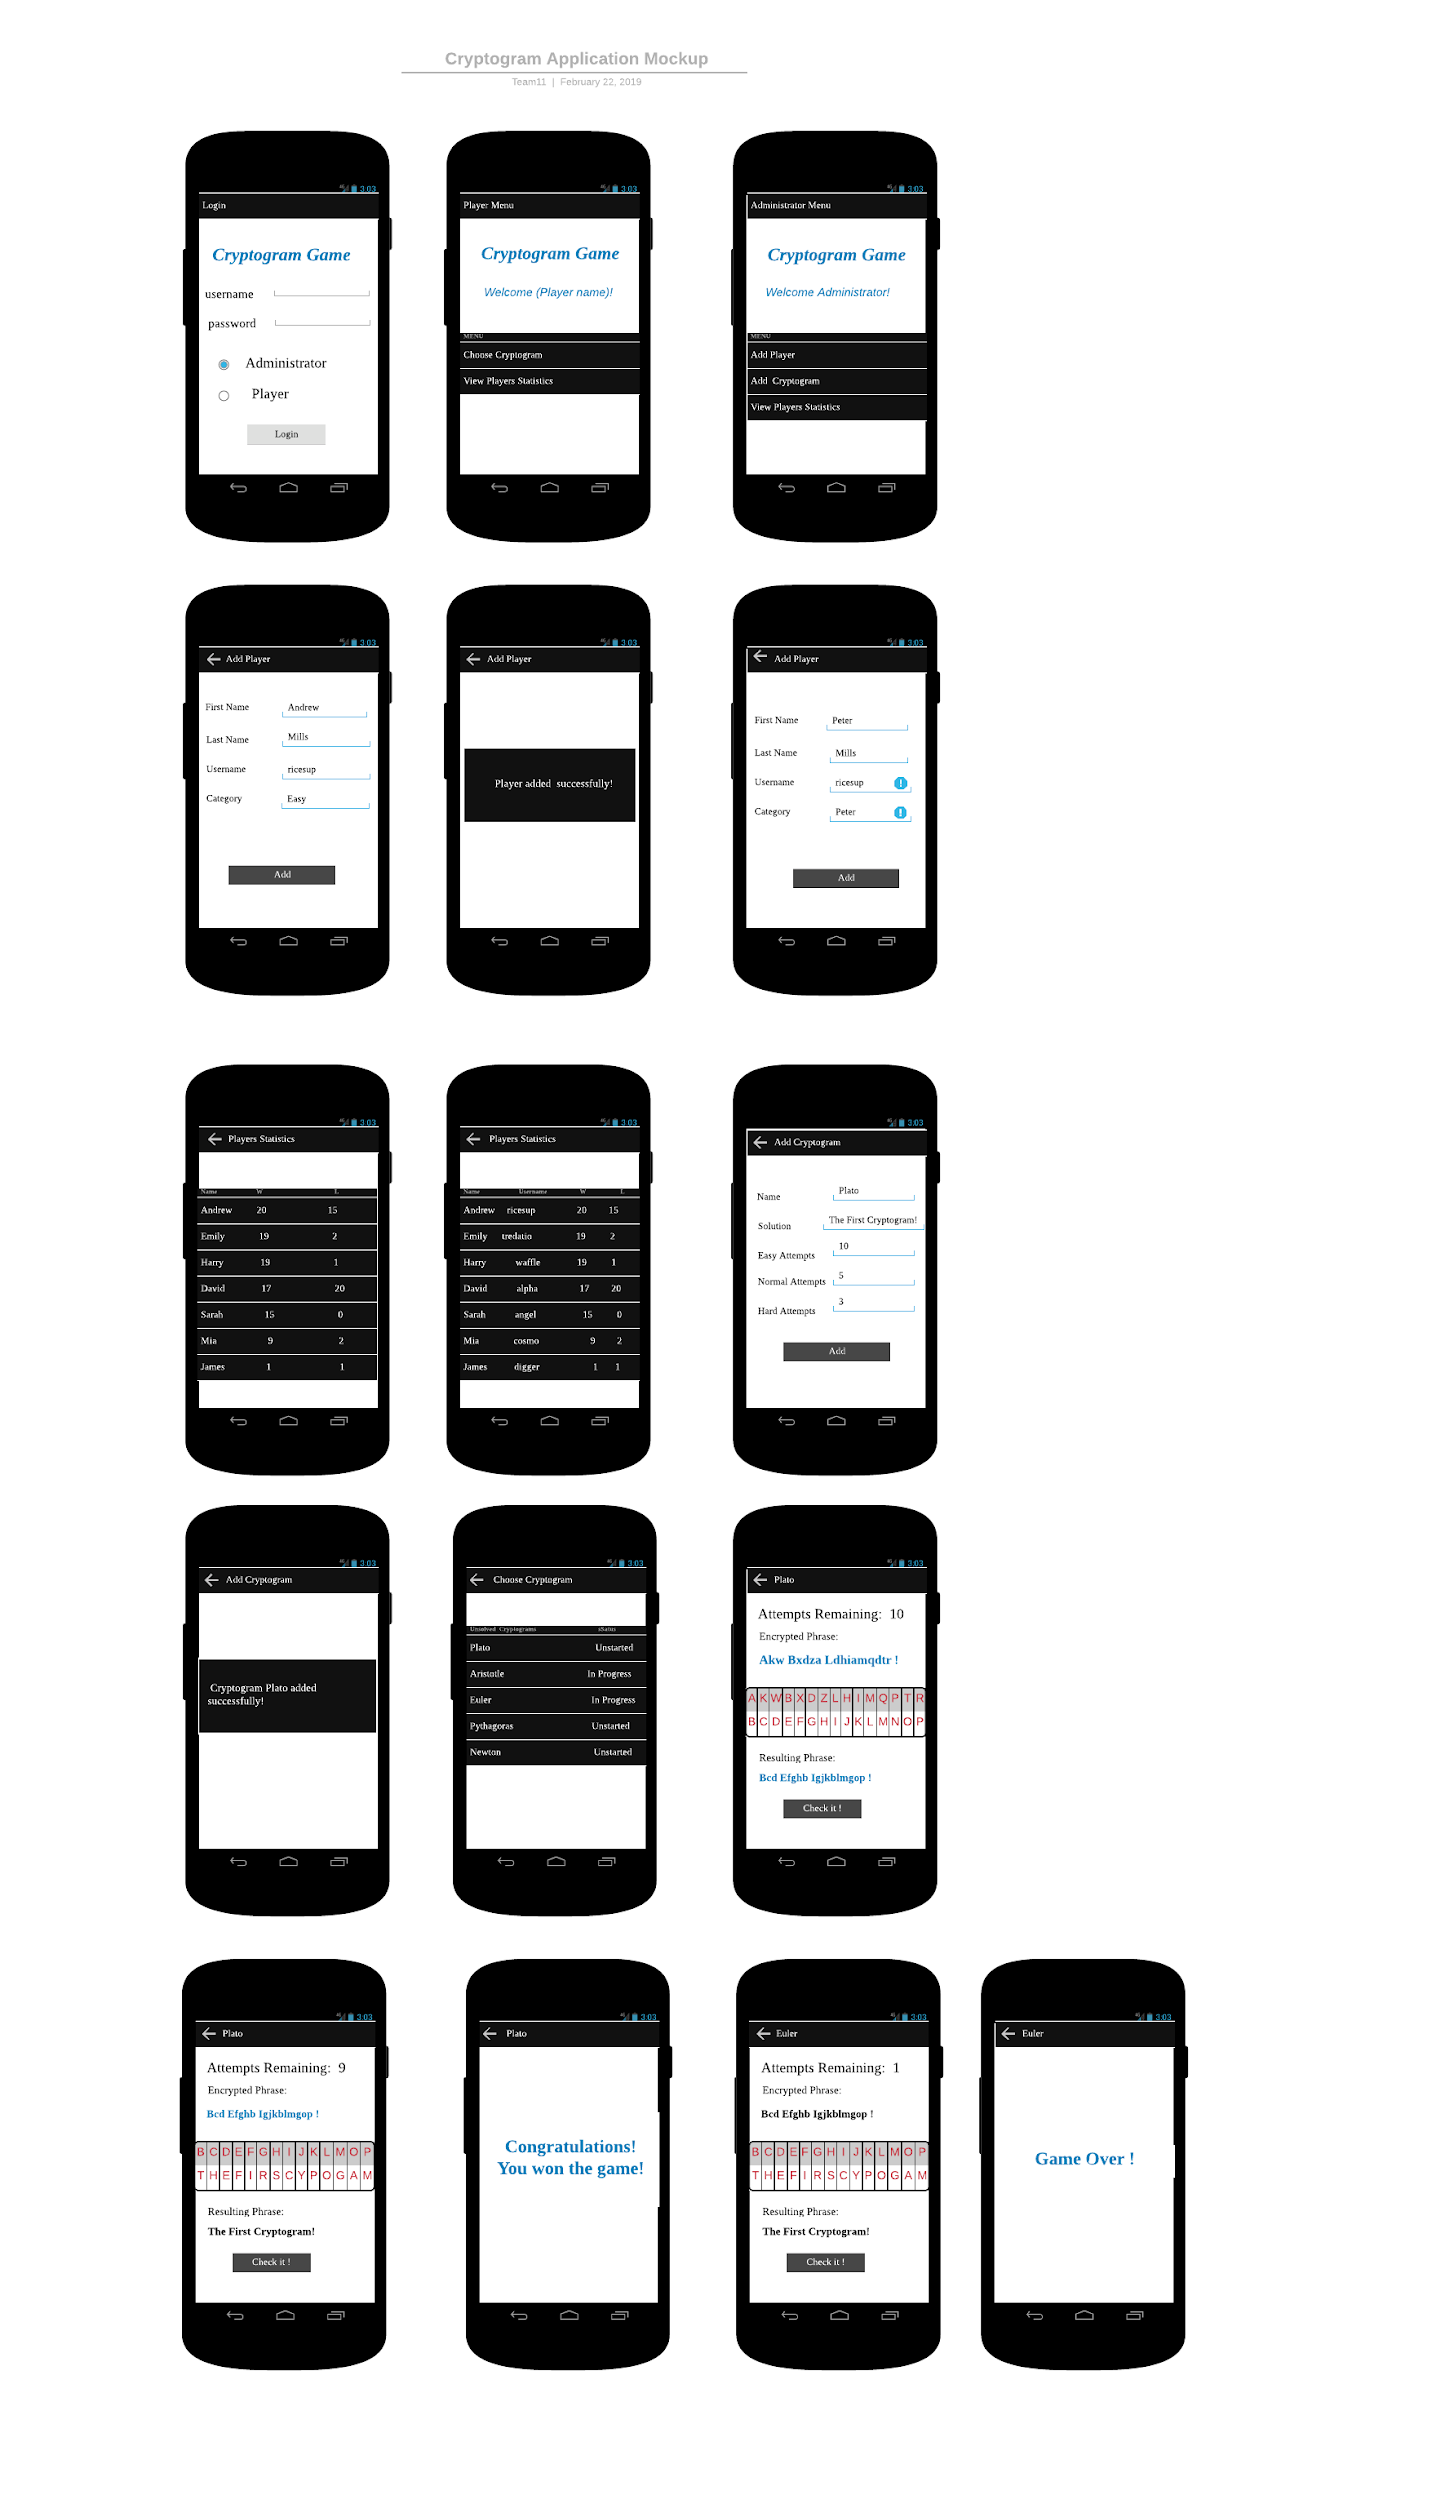 Cryptogram Application Mockup
Team11 | February 22, 2019
3:03
Login
Cryptogram Game
username
password
Administrator
Player
Login
3:03
Player Menu
Cryptogram Game
Welcome (Player name)!
MENU
Choose Cryptogram
View Players Statistics
3:03
Administrator Menu
Cryptogram Game
Welcome Administrator!
MENU
Add Player
Add Cryptogram
View Players Statistics
3:03
Add Player
First Name Andrew
Last Name Mills
Username ricesup
Category Easy
Add
3:03
Add Player
Player added successfully!
3:03
Add Player
First Name Peter
Last Name Mills
Username ricesup !
Category Peter !
Add
3:03
Players Statistics
Name W L
Andrew 20 15
Emily 19 2
Harry 19 1
David 17 20
Sarah 15 0
Mia 9 2
James 1 1
3:03
Players Statistics
Name Username W L
Andrew ricesup 20 15
Emily tredatio 19 2
Harry waffle 19 1
David alpha 17 20
Sarah angel 15 0
Mia cosmo 9 2
James digger 1 1
3:03
Add Cryptogram
Name Plato
Solution The First Cryptogram!
Easy Attempts 10
Normal Attempts 5
Hard Attempts 3
Add
3:03
Add Cryptogram
Cryptogram Plato added
successfully!
3:03
Choose Cryptogram
Unsolved Cryptograms sSatus
Plato Unstarted
Aristotle In Progress
Euler In Progress
Pythagoras Unstarted
Newton Unstarted
3:03
Plato
Attempts Remaining: 10
Encrypted Phrase:
Akw Bxdza Ldhiamqdtr !
A K W B X D Z L H I M Q P T R
B C D E F G H I J K L M N O P
Resulting Phrase:
Bcd Efghb Igjkblmgop !
Check it !
3:03
Plato
Attempts Remaining: 9
Encrypted Phrase:
Bcd Efghb Igjkblmgop !
B C D E F G H I J K L M O P
T H E F I R S C Y P O G A M
Resulting Phrase:
The First Cryptogram!
Check it !
3:03
Plato
Congratulations!
You won the game!
3:03
Euler
Attempts Remaining: 1
Encrypted Phrase:
Bcd Efghb Igjkblmgop !
B C D E F G H I J K L M O P
T H E F I R S C Y P O G A M
Resulting Phrase:
The First Cryptogram!
Check it !
3:03
Euler
Game Over !